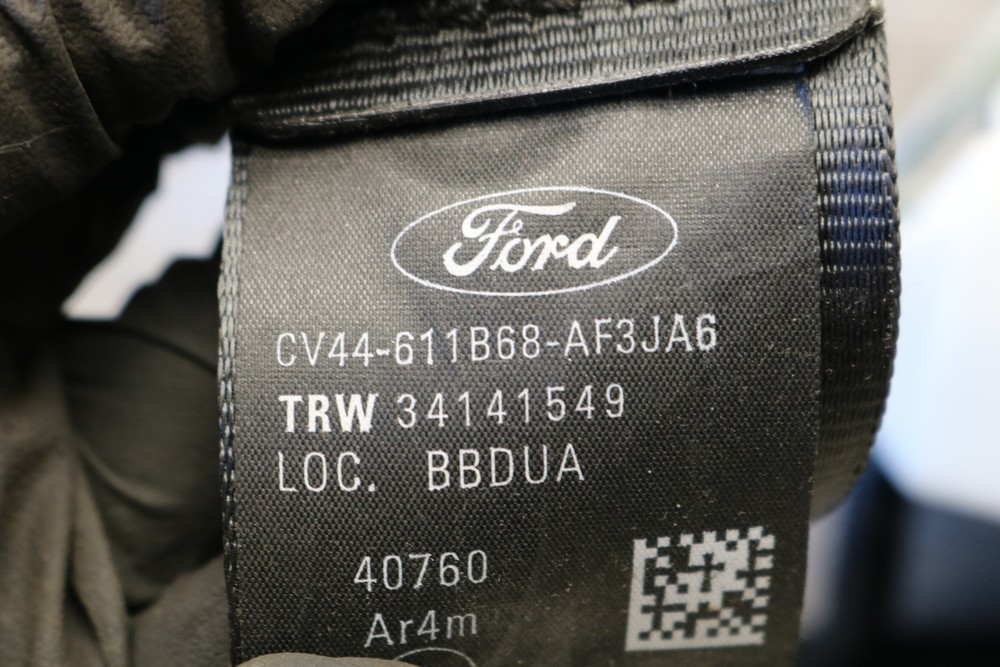 Ford
CV44-611B68-AF3JA6
TRW 34141549
LOC. BBDUA
40760
Ar4m